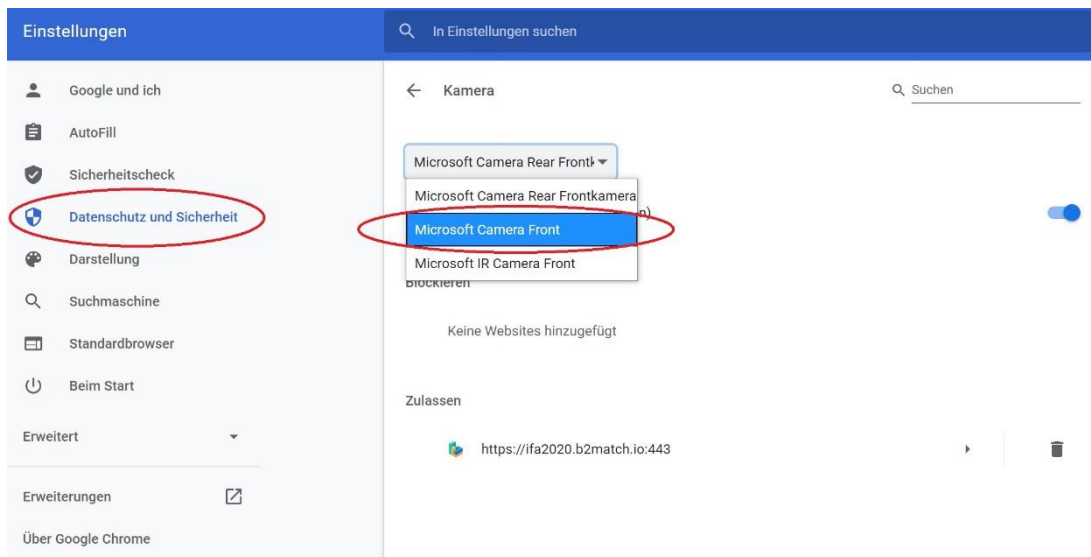 Einstellungen
In Einstellungen suchen
Google und ich
AutoFill
Sicherheitscheck
Datenschutz und Sicherheit
Darstellung
Suchmaschine
Standardbrowser
Beim Start
Erweitert
Erweiterungen
Über Google Chrome
Kamera
Suchen
Microsoft Camera Rear Frontk
Microsoft Camera Rear Frontkamera
Microsoft Camera Front
Microsoft IR Camera Front
Blockieren
Keine Websites hinzugefügt
Zulassen
https://ifa2020.b2match.io:443